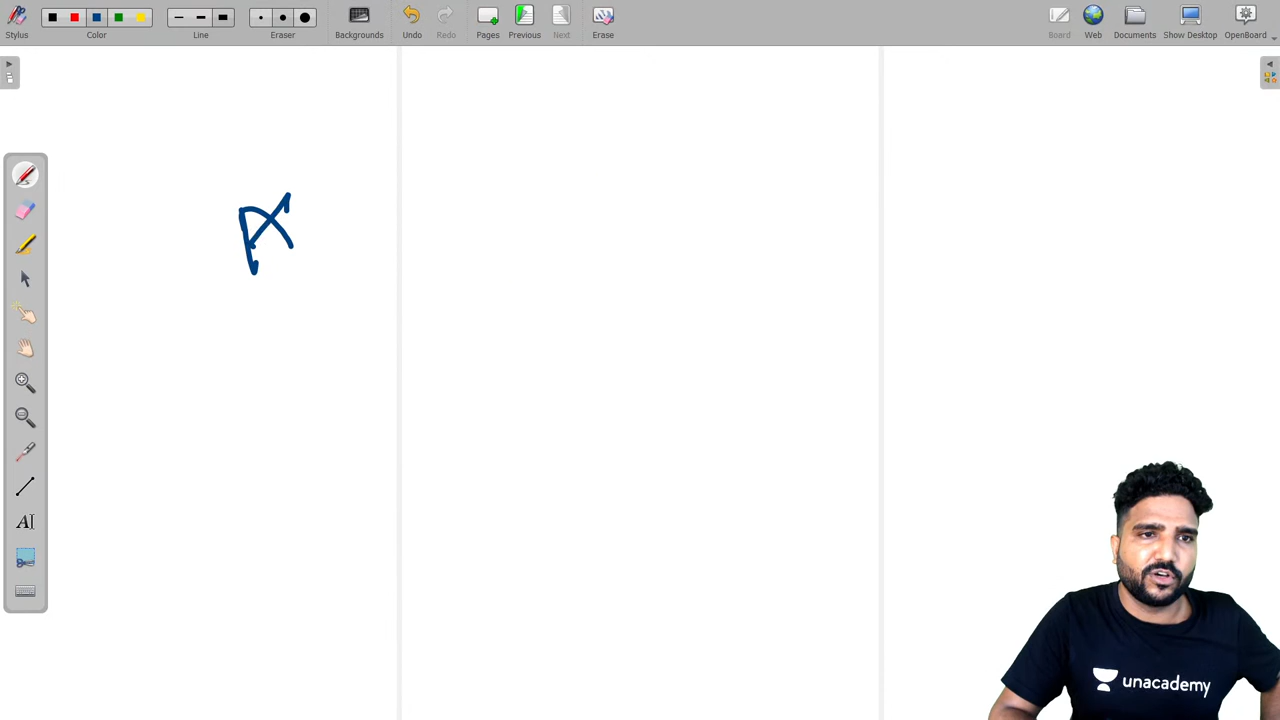 Stylus Color Line Eraser Backgrounds Undo Redo Pages Previous Next Erase Board Web Documents Show Desktop OpenBoard
A
unacademy